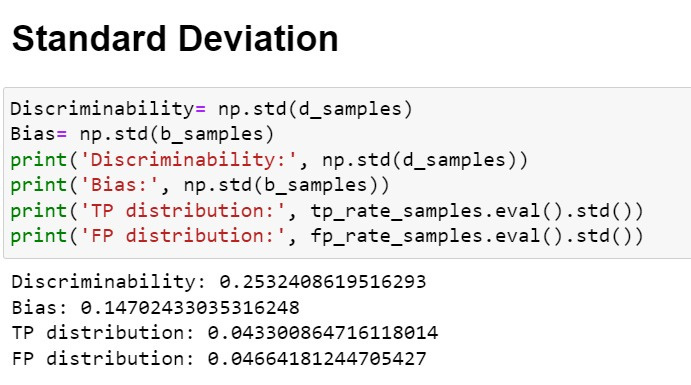 Standard Deviation
Discriminability= np.std(d_samples)
Bias= np.std(b_samples)
print('Discriminability:', np.std(d_samples))
print('Bias:', np.std(b_samples))
print('TP distribution:', tp_rate_samples.eval().std())
print('FP distribution:', fp_rate_samples.eval().std())
Discriminability: 0.2532408619516293
Bias: 0.14702433035316248
TP distribution: 0.043300864716118014
FP distribution: 0.04664181244705427